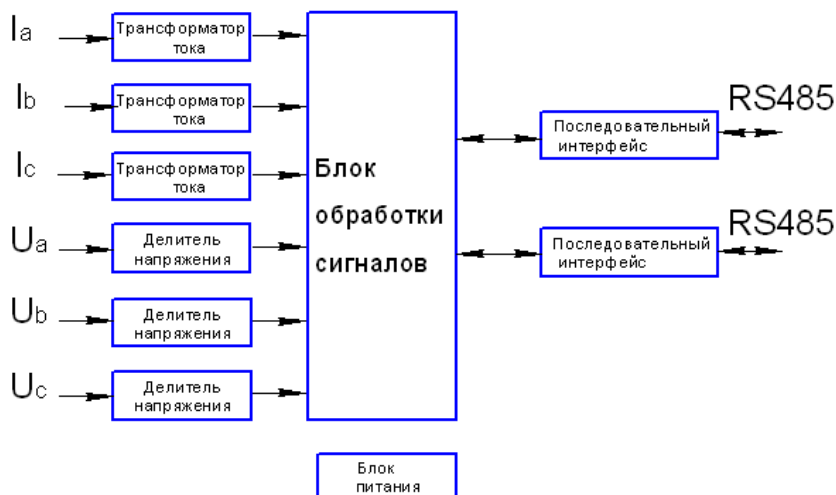 Ia
Трансформатор
тока
Ib
Трансформатор
тока
Ic
Трансформатор
тока
Ua
Делитель
напряжения
Ub
Делитель
напряжения
Uc
Делитель
напряжения
Блок
обработки
сигналов
Последовательный
интерфейс
RS485
Последовательный
интерфейс
RS485
Блок
питания